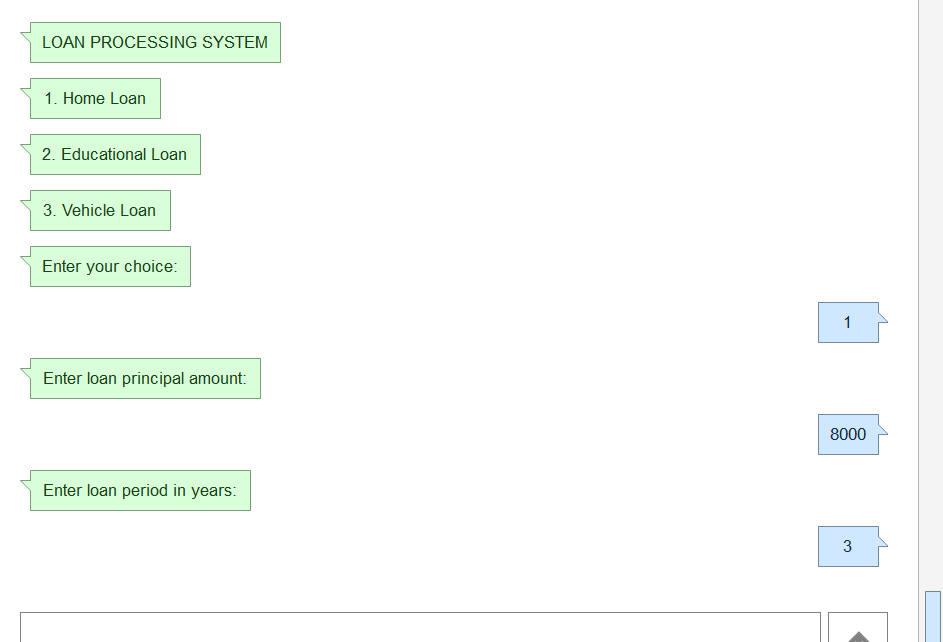 LOAN PROCESSING SYSTEM
1. Home Loan
2. Educational Loan
3. Vehicle Loan
Enter your choice:
1
Enter loan principal amount:
8000
Enter loan period in years:
3